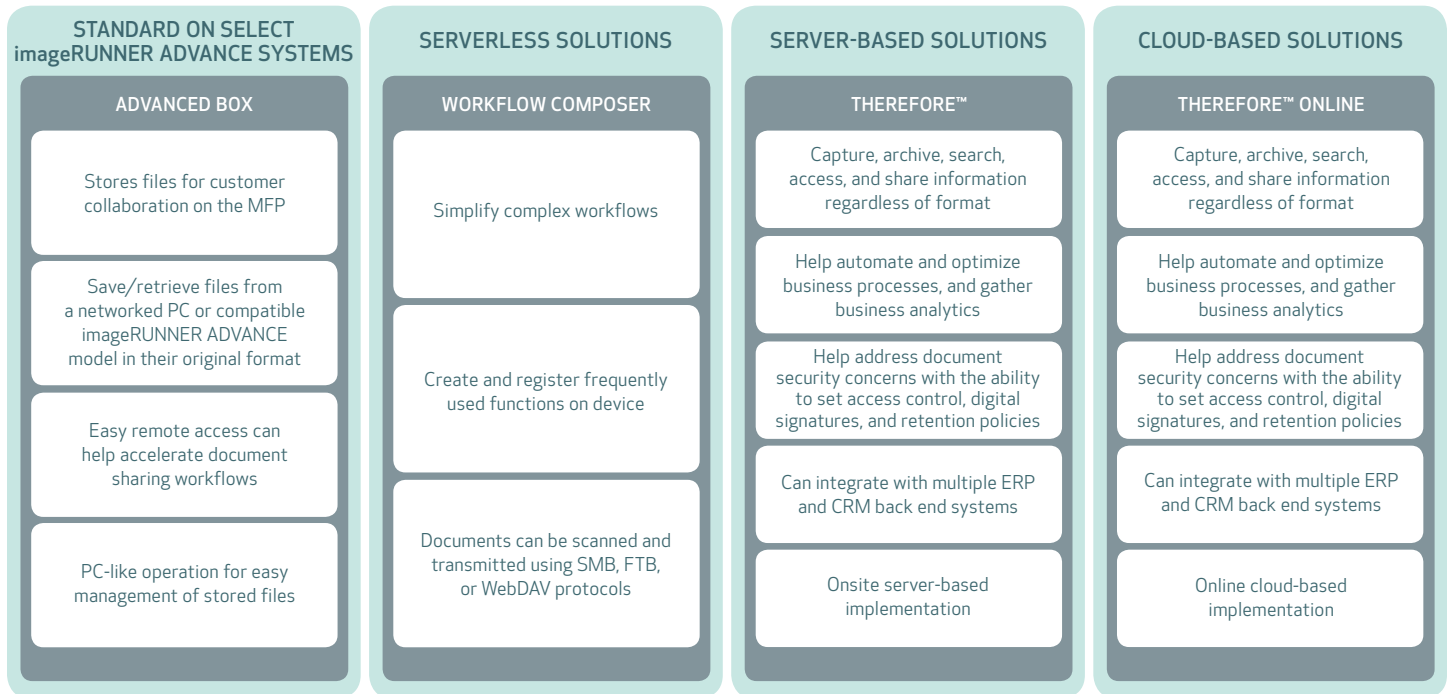 STANDARD ON SELECT
imageRUNNER ADVANCE SYSTEMS
ADVANCED BOX
Stores files for customer
collaboration on the MFP
Save/retrieve files from
a networked PC or compatible
imageRUNNER ADVANCE
model in their original format
Easy remote access can
help accelerate document
sharing workflows
PC-like operation for easy
management of stored files
SERVERLESS SOLUTIONS
WORKFLOW COMPOSER
Simplify complex workflows
Create and register frequently
used functions on device
Documents can be scanned and
transmitted using SMB, FTB,
or WebDAV protocols
SERVER-BASED SOLUTIONS
THEREFORE™
Capture, archive, search,
access, and share information
regardless of format
Help automate and optimize
business processes, and gather
business analytics
Help address document
security concerns with the ability
to set access control, digital
signatures, and retention policies
Can integrate with multiple ERP
and CRM back end systems
Onsite server-based
implementation
CLOUD-BASED SOLUTIONS
THEREFORE™ ONLINE
Capture, archive, search,
access, and share information
regardless of format
Help automate and optimize
business processes, and gather
business analytics
Help address document
security concerns with the ability
to set access control, digital
signatures, and retention policies
Can integrate with multiple ERP
and CRM back end systems
Online cloud-based
implementation